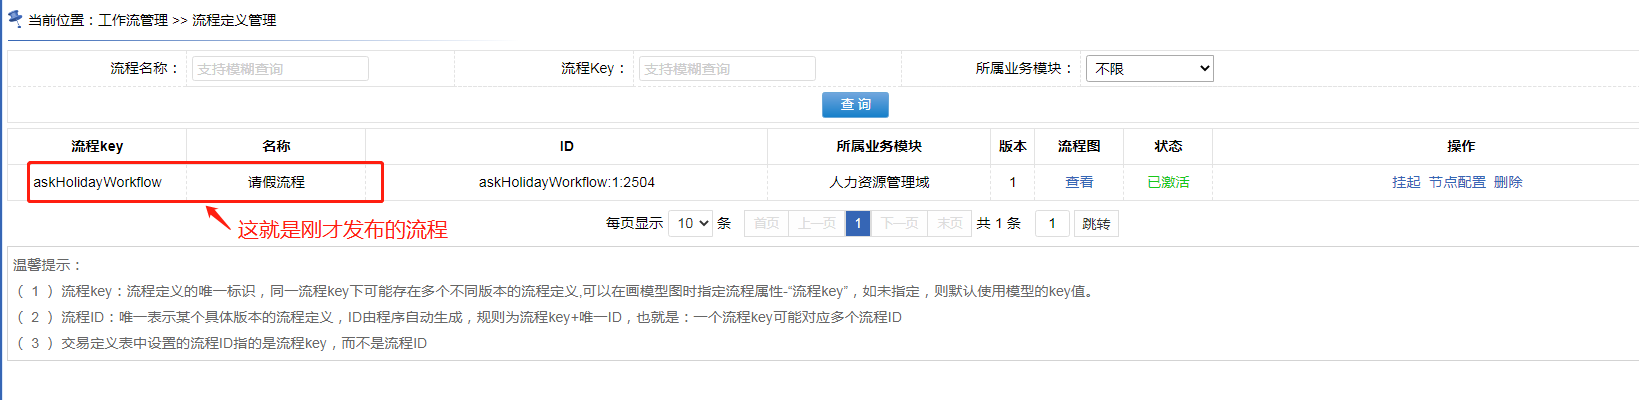 当前位置：工作流管理 >> 流程定义管理
流程名称： 支持模糊查询 流程Key： 支持模糊查询 所属业务模块： 不限
查 询
流程key 名称 ID 所属业务模块 版本 流程图 状态 操作
askHolidayWorkflow 请假流程 askHolidayWorkflow:1:2504 人力资源管理域 1 查看 已激活 挂起 节点配置 删除
这就是刚才发布的流程
每页显示 10 条 首页 上一页 1 下一页 末页 共 1 条 1 跳转
温馨提示：
（ 1 ）流程key：流程定义的唯一标识，同一流程key下可能存在多个不同版本的流程定义,可以在画模型图时指定流程属性-“流程key”，如未指定，则默认使用模型的key值。
（ 2 ）流程ID：唯一表示某个具体版本的流程定义，ID由程序自动生成，规则为流程key+唯一ID，也就是：一个流程key可能对应多个流程ID
（ 3 ）交易定义表中设置的流程ID指的是流程key，而不是流程ID